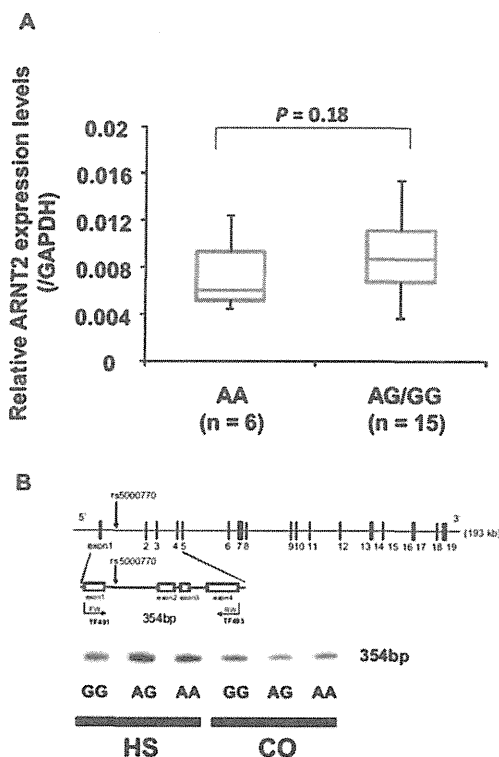 A
P = 0.18
Relative ARNT2 expression levels
(/GAPDH)
0.02
0.016
0.012
0.008
0.004
0
AA
(n = 6)
AG/GG
(n = 15)
B
rs5000770
5'
3'
(193 kb)
exon1
2 3 4 5 6 7 8 9 10 11 12 13 14 15 16 17 18 19
rs5000770
exon1
exon2
exon3
exon4
TF491
354bp
TF493
354bp
GG AG AA GG AG AA
HS CO